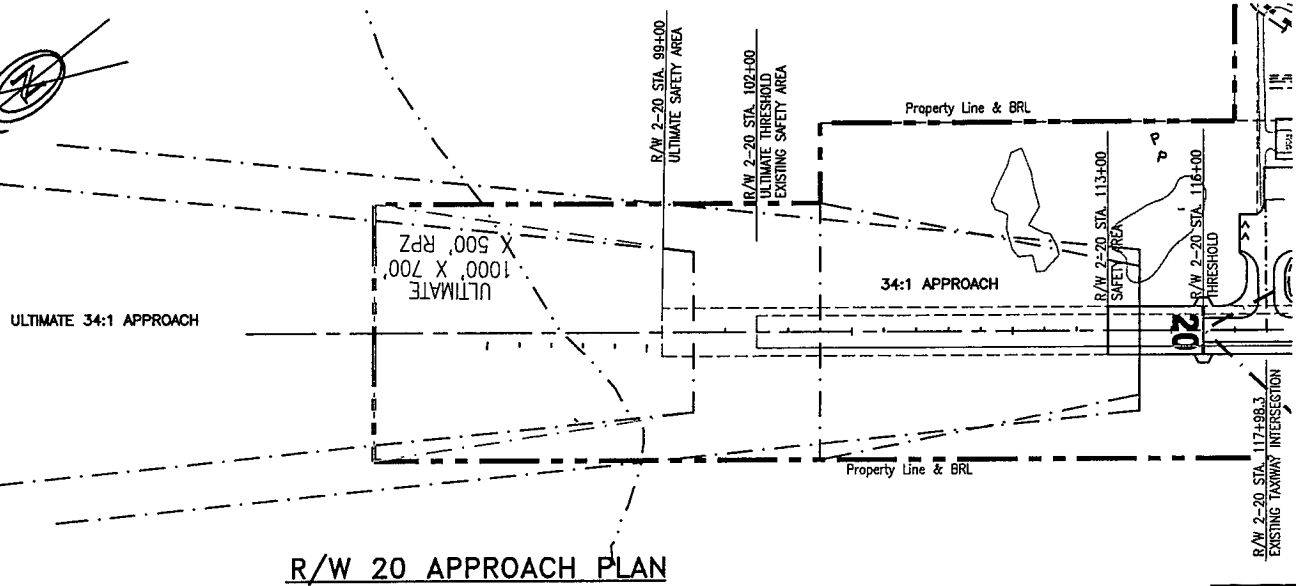 R/W 2-20 STA. 99+00
ULTIMATE SAFETY AREA
R/W 2-20 STA. 102+00
ULTIMATE THRESHOLD
EXISTING SAFETY AREA
Property Line & BRL
P
P
R/W 2-20 STA. 113+00
SAFETY AREA
R/W 2-20 STA. 116+00
THRESHOLD
ULTIMATE
1000' X 700'
X 500' RPZ
34:1 APPROACH
ULTIMATE 34:1 APPROACH
20
Property Line & BRL
R/W 2-20 STA. 117+98.3
EXISTING TAXIWAY INTERSECTION
R/W 20 APPROACH PLAN